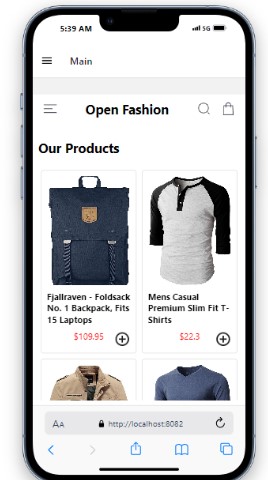 5:39 AM 5G
Main
Open Fashion
Our Products
Fjallraven - Foldsack
No. 1 Backpack, Fits
15 Laptops
$109.95
Mens Casual
Premium Slim Fit T-
Shirts
$22.3
AA http://localhost:8082